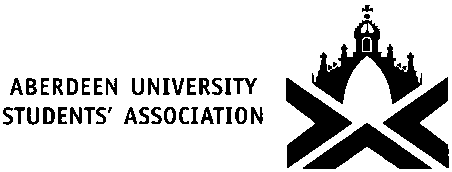 ABERDEEN UNIVERSITY
STUDENTS' ASSOCIATION